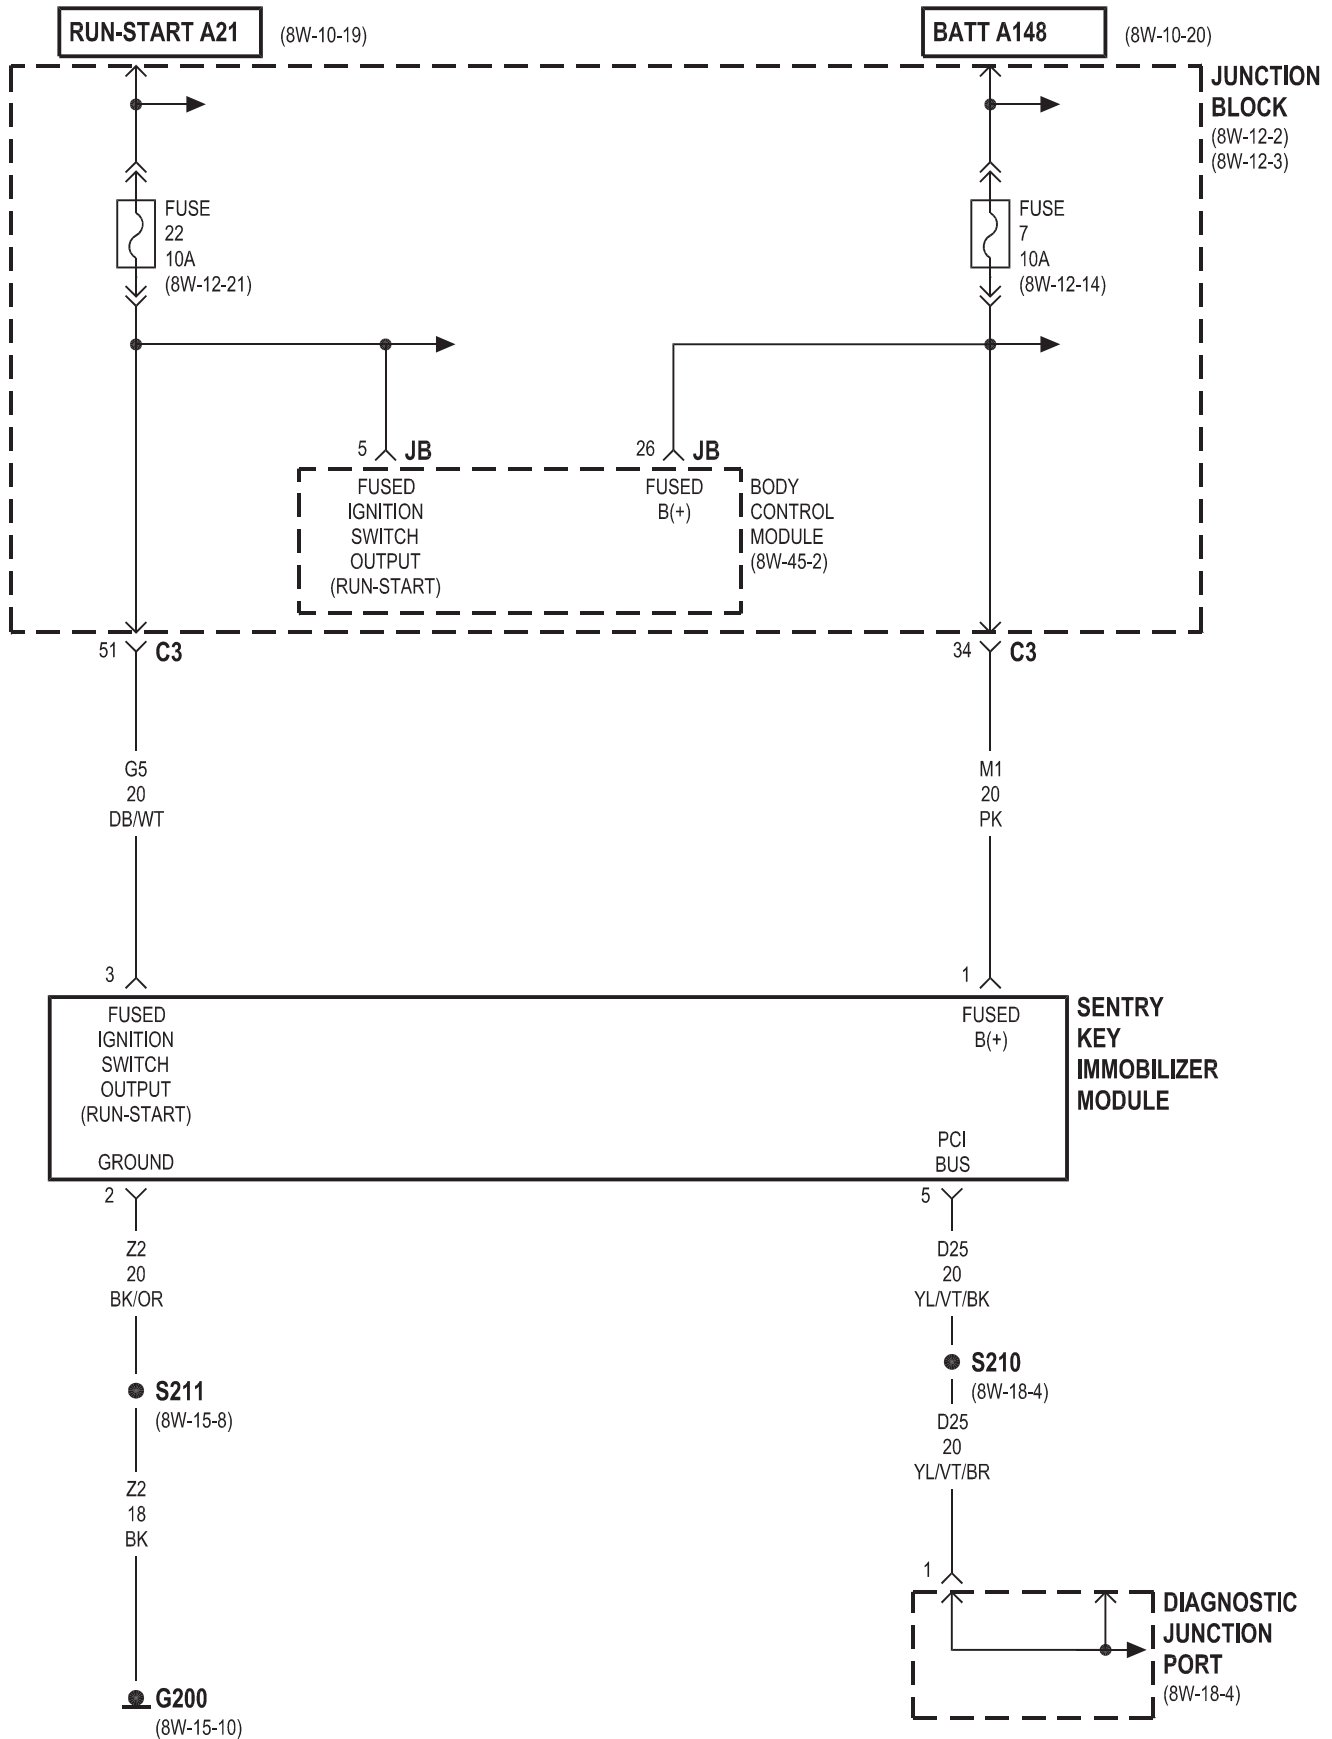 RUN-START A21
(8W-10-19)
BATT A148
(8W-10-20)
JUNCTION
BLOCK
(8W-12-2)
(8W-12-3)
FUSE
22
10A
(8W-12-21)
FUSE
7
10A
(8W-12-14)
5
JB
26
JB
FUSED
IGNITION
SWITCH
OUTPUT
(RUN-START)
FUSED
B(+)
BODY
CONTROL
MODULE
(8W-45-2)
51
C3
34
C3
G5
20
DB/WT
M1
20
PK
3
1
FUSED
IGNITION
SWITCH
OUTPUT
(RUN-START)
FUSED
B(+)
SENTRY
KEY
IMMOBILIZER
MODULE
GROUND
PCI
BUS
2
5
Z2
20
BK/OR
D25
20
YL/VT/BK
S211
(8W-15-8)
S210
(8W-18-4)
Z2
18
BK
D25
20
YL/VT/BR
1
DIAGNOSTIC
JUNCTION
PORT
(8W-18-4)
G200
(8W-15-10)